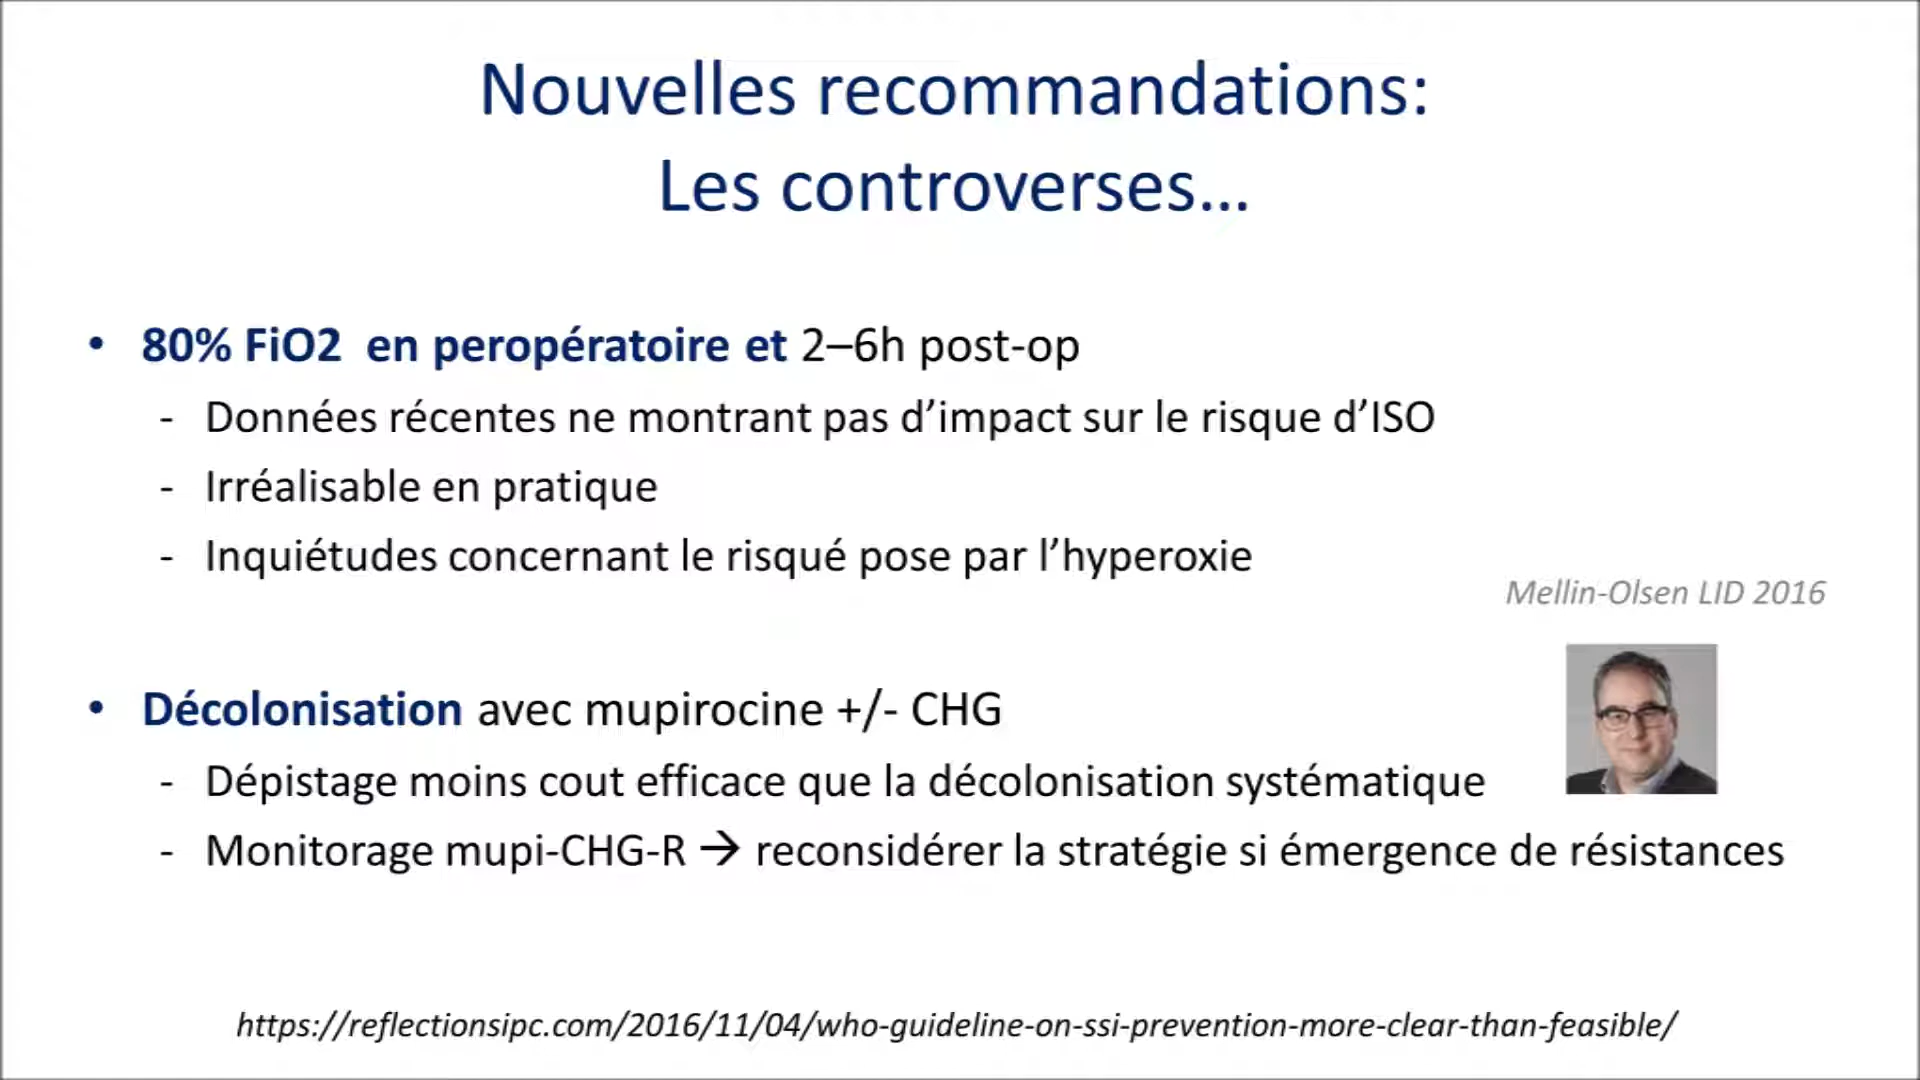 Nouvelles recommandations:
Les controverses...
• 80% FiO2 en peropératoire et 2–6h post-op
- Données récentes ne montrant pas d’impact sur le risque d’ISO
- Irréalisable en pratique
- Inquiétudes concernant le risqué pose par l’hyperoxie
Mellin-Olsen LID 2016
• Décolonisation avec mupirocine +/- CHG
- Dépistage moins cout efficace que la décolonisation systématique
- Monitorage mupi-CHG-R → reconsidérer la stratégie si émergence de résistances
https://reflectionsipc.com/2016/11/04/who-guideline-on-ssi-prevention-more-clear-than-feasible/